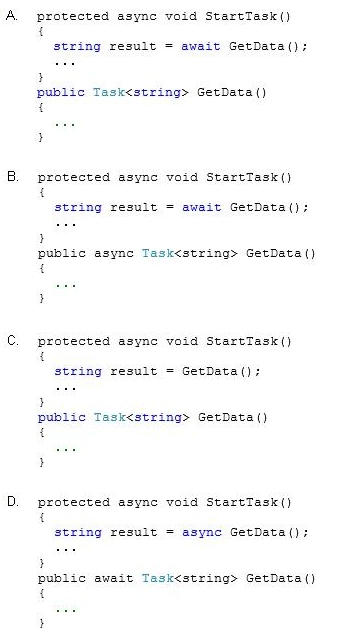 A. protected async void StartTask()
{
string result = await GetData();
...
}
public Task<string> GetData()
{
...
}
B. protected async void StartTask()
{
string result = await GetData();
...
}
public async Task<string> GetData()
{
...
}
C. protected async void StartTask()
{
string result = GetData();
...
}
public Task<string> GetData()
{
...
}
D. protected async void StartTask()
{
string result = async GetData();
...
}
public await Task<string> GetData()
{
...
}